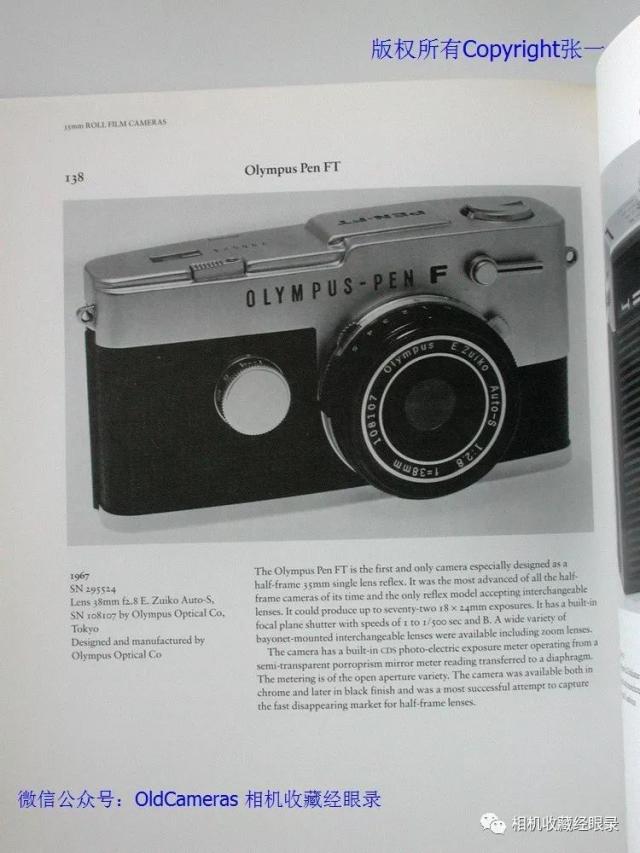 版权所有Copyright张一
35mm ROLL FILM CAMERAS
138
Olympus Pen FT
PEN-FT
OLYMPUS-PEN F
Olympus E.Zuiko Auto-S 1:2.8 f=38mm 108107
1967
SN 295524
Lens 38mm f2.8 E. Zuiko Auto-S,
SN 108107 by Olympus Optical Co,
Tokyo
Designed and manufactured by
Olympus Optical Co
The Olympus Pen FT is the first and only camera especially designed as a
half-frame 35mm single lens reflex. It was the most advanced of all the half-
frame cameras of its time and the only reflex model accepting interchangeable
lenses. It could produce up to seventy-two 18 × 24mm exposures. It has a built-in
focal plane shutter with speeds of 1 to 1/500 sec and B. A wide variety of
bayonet-mounted interchangeable lenses were available including zoom lenses.
The camera has a built-in CDS photo-electric exposure meter operating from a
semi-transparent porroprism mirror meter reading transferred to a diaphragm.
The metering is of the open aperture variety. The camera was available both in
chrome and later in black finish and was a most successful attempt to capture
the fast disappearing market for half-frame lenses.
微信公众号：OldCameras 相机收藏经眼录
相机收藏经眼录